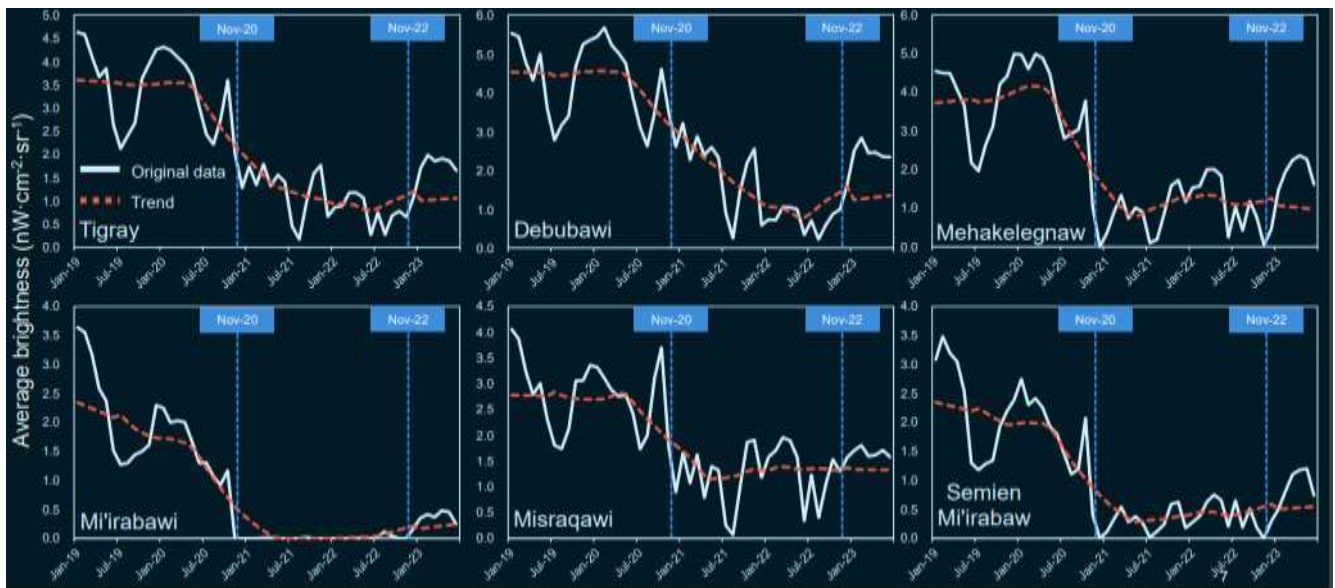 Average brightness (nW·cm⁻²·sr⁻¹)
5.0
4.5
4.0
3.5
3.0
2.5
2.0
1.5
1.0
0.5
0.0
Nov-20
Nov-22
Original data
Trend
Tigray
Jan-19
Jul-19
Jan-20
Jul-20
Jan-21
Jul-21
Jan-22
Jul-22
Jan-23
6.0
5.0
4.0
3.0
2.0
1.0
0.0
Nov-20
Nov-22
Debubawi
Jan-19
Jul-19
Jan-20
Jul-20
Jan-21
Jul-21
Jan-22
Jul-22
Jan-23
6.0
5.0
4.0
3.0
2.0
1.0
0.0
Nov-20
Nov-22
Mehakelegnaw
Jan-19
Jul-19
Jan-20
Jul-20
Jan-21
Jul-21
Jan-22
Jul-22
Jan-23
4.0
3.5
3.0
2.5
2.0
1.5
1.0
0.5
0.0
Nov-20
Nov-22
Mi'irabawi
Jan-19
Jul-19
Jan-20
Jul-20
Jan-21
Jul-21
Jan-22
Jul-22
Jan-23
4.5
4.0
3.5
3.0
2.5
2.0
1.5
1.0
0.5
0.0
Nov-20
Nov-22
Misraqawi
Jan-19
Jul-19
Jan-20
Jul-20
Jan-21
Jul-21
Jan-22
Jul-22
Jan-23
4.0
3.5
3.0
2.5
2.0
1.5
1.0
0.5
0.0
Nov-20
Nov-22
Semien
Mi'irabaw
Jan-19
Jul-19
Jan-20
Jul-20
Jan-21
Jul-21
Jan-22
Jul-22
Jan-23